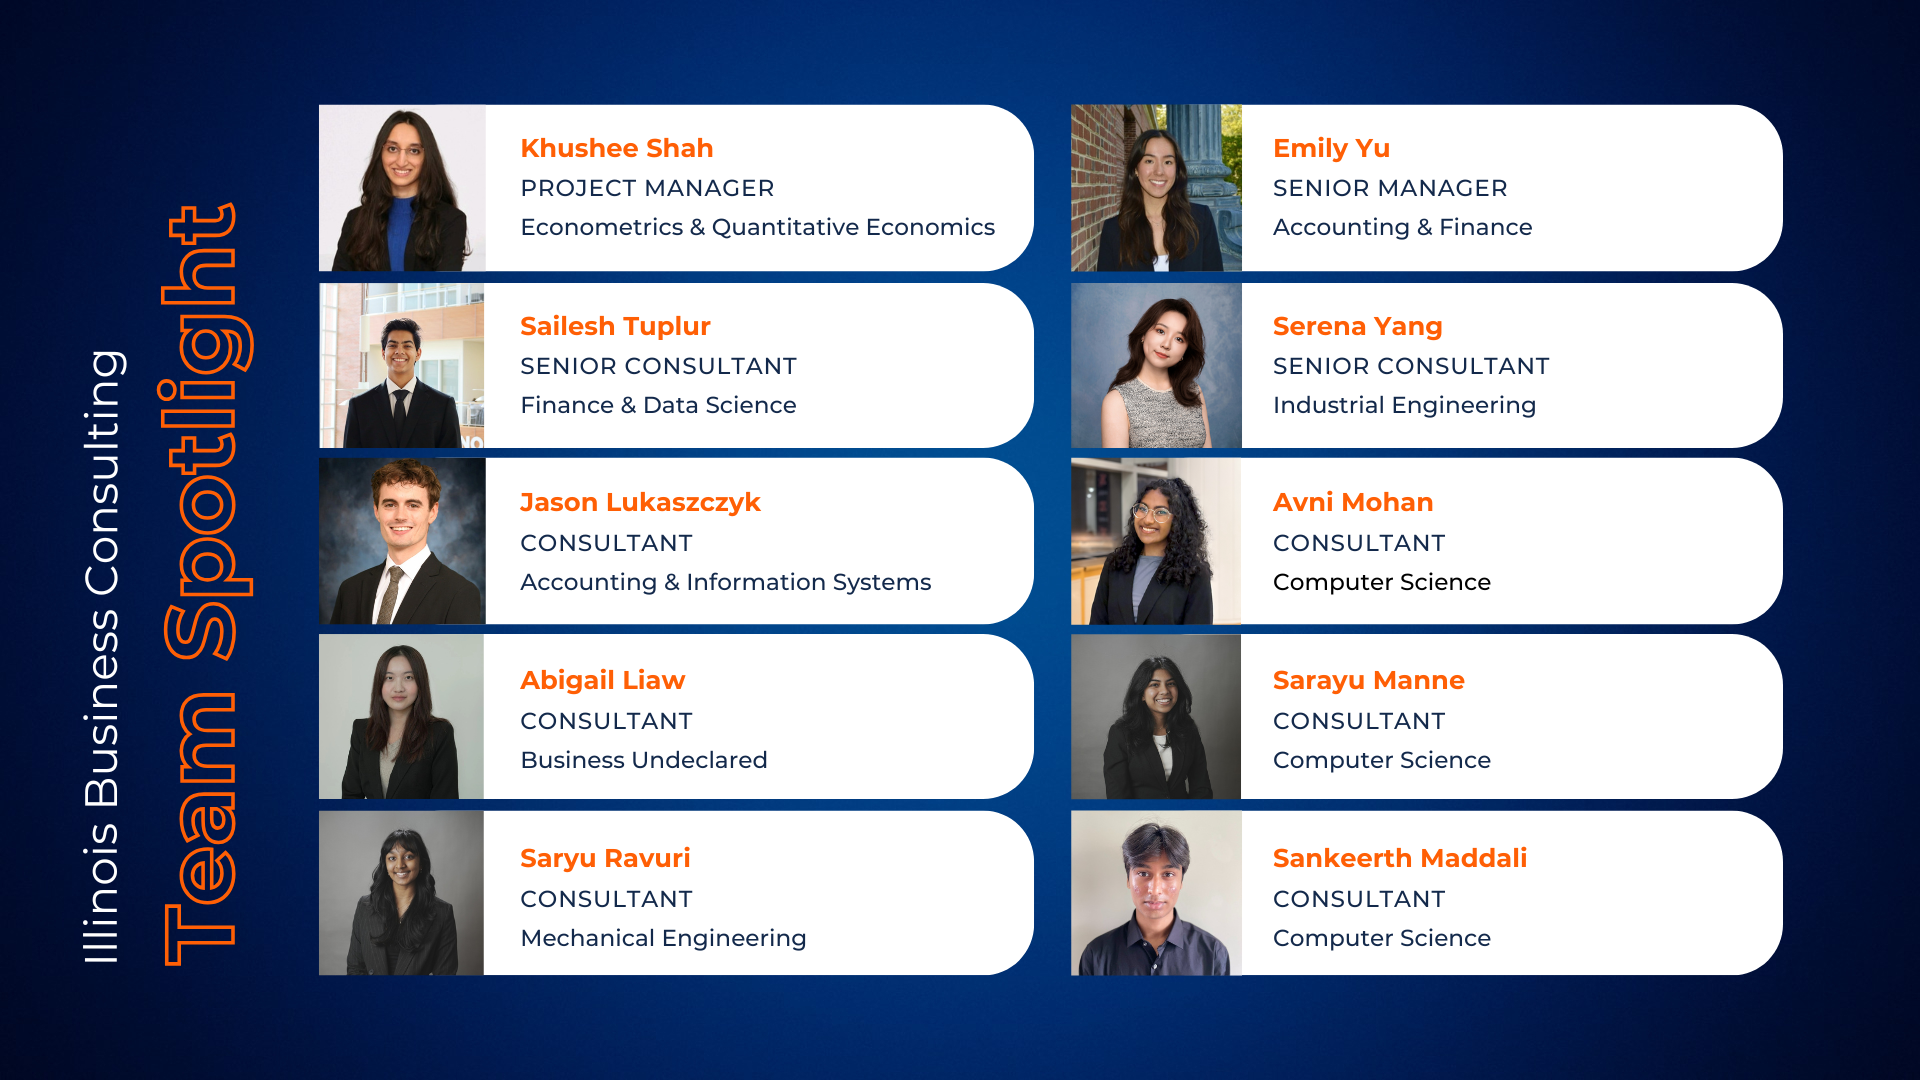 Illinois Business Consulting
Team Spotlight
Khushee Shah
PROJECT MANAGER
Econometrics & Quantitative Economics
Emily Yu
SENIOR MANAGER
Accounting & Finance
Sailesh Tuplur
SENIOR CONSULTANT
Finance & Data Science
NO
Serena Yang
SENIOR CONSULTANT
Industrial Engineering
Jason Lukaszczyk
CONSULTANT
Accounting & Information Systems
Avni Mohan
CONSULTANT
Computer Science
Abigail Liaw
CONSULTANT
Business Undeclared
Sarayu Manne
CONSULTANT
Computer Science
Saryu Ravuri
CONSULTANT
Mechanical Engineering
Sankeerth Maddali
CONSULTANT
Computer Science